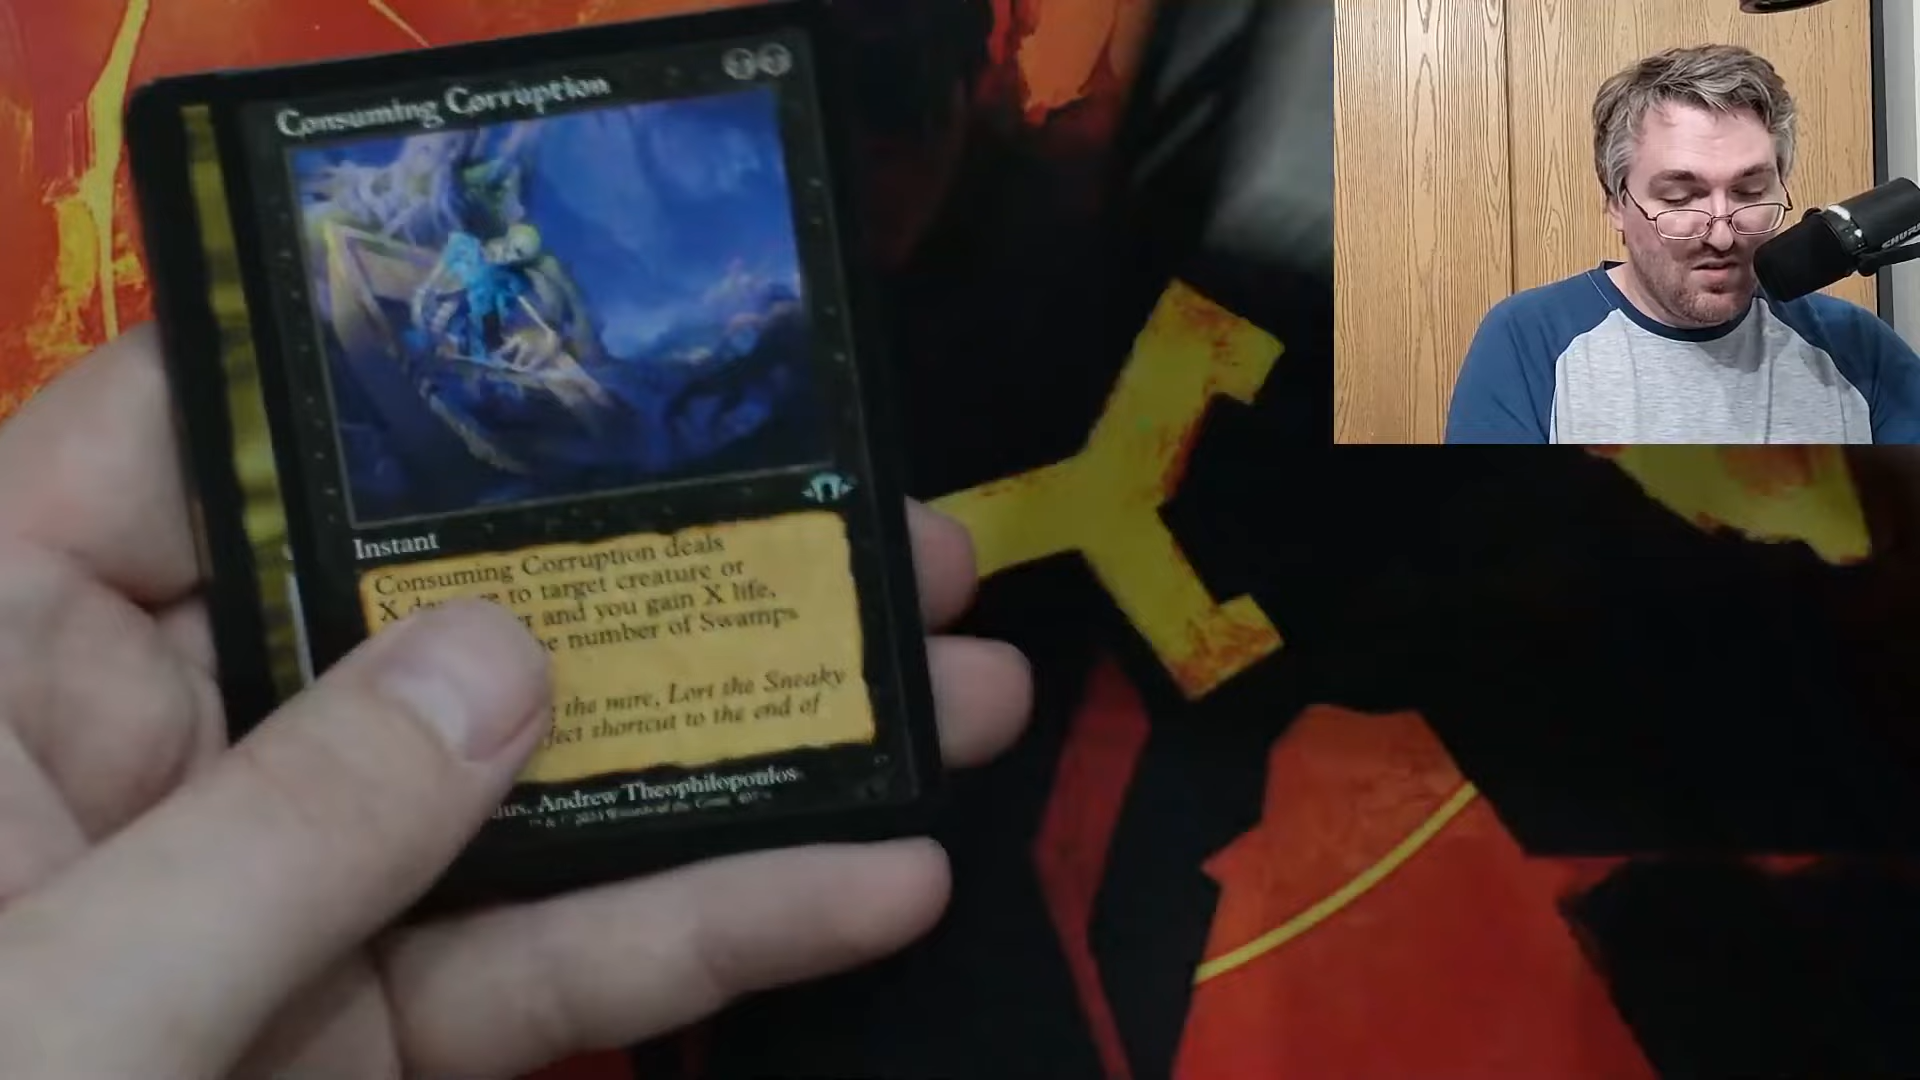 Consuming Corruption
Instant
Consuming Corruption deals
X to target creature or
and you gain X life,
number of Swamps
the mire, Lort the Sneaky
shortcut to the end of
Andrew Theophilopoulos
SHURE